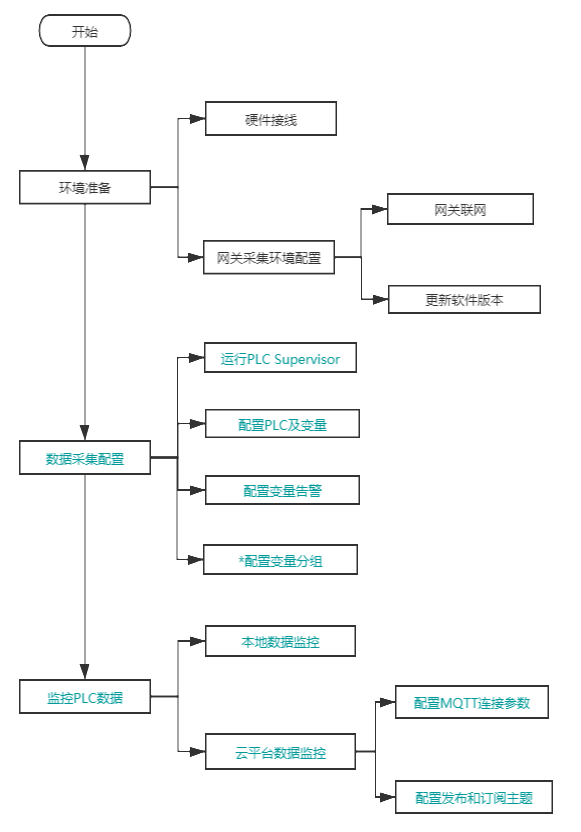 开始
硬件接线
环境准备
网关联网
网关采集环境配置
更新软件版本
运行PLC Supervisor
配置PLC及变量
数据采集配置
配置变量告警
*配置变量分组
本地数据监控
监控PLC数据
配置MQTT连接参数
云平台数据监控
配置发布和订阅主题